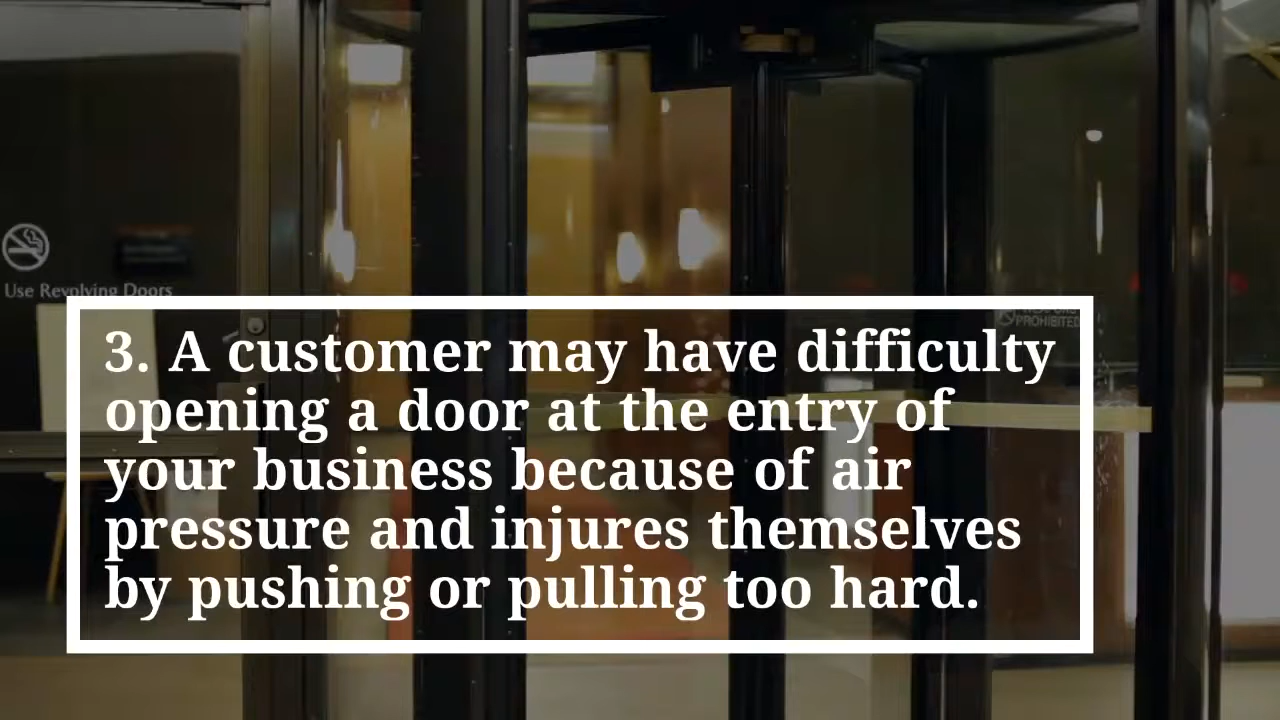 Use Revolving Doors
PROHIBITED
3. A customer may have difficulty
opening a door at the entry of
your business because of air
pressure and injures themselves
by pushing or pulling too hard.